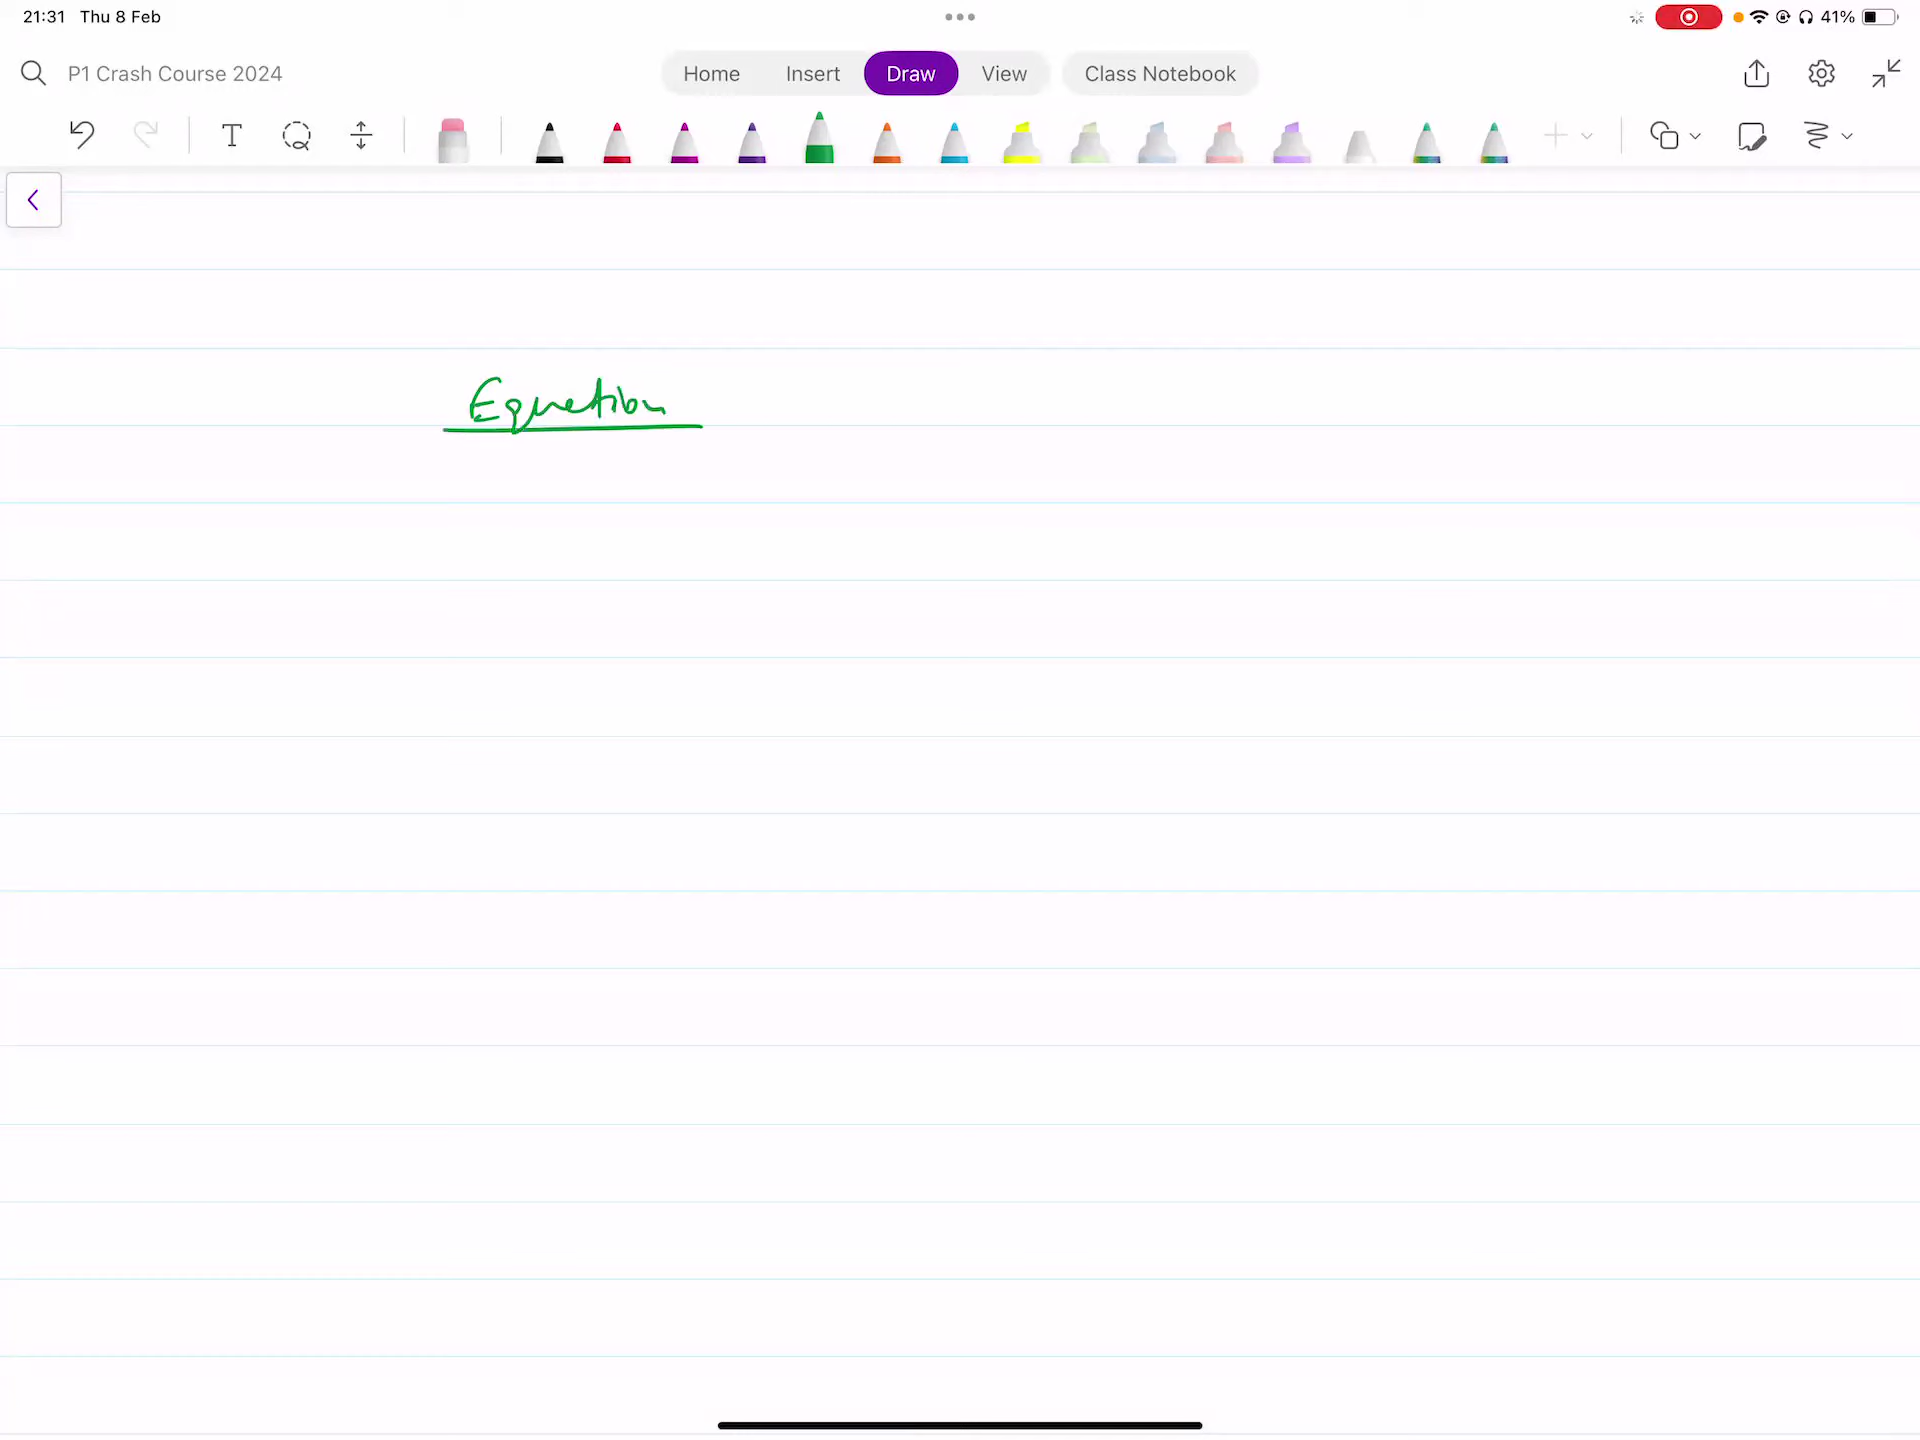 21:31 Thu 8 Feb
41%
P1 Crash Course 2024
Home Insert Draw View Class Notebook
T
Equation